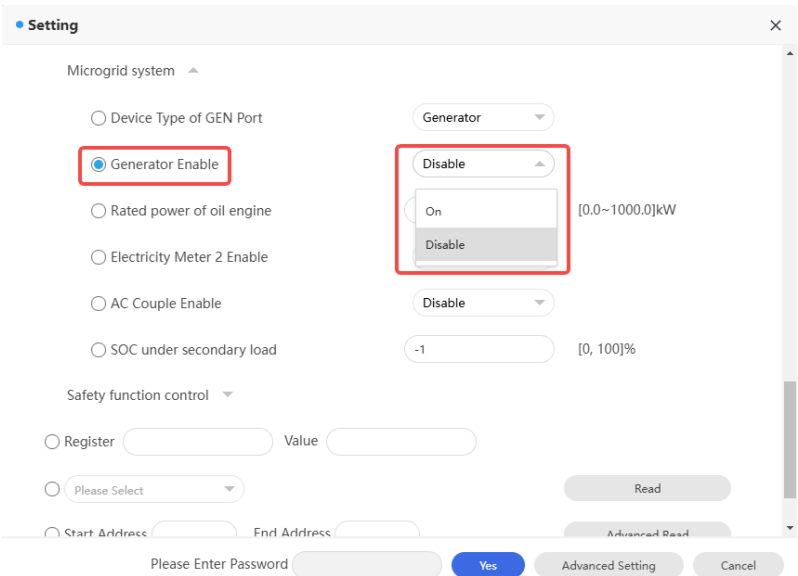 Setting
Microgrid system
Device Type of GEN Port Generator
Generator Enable Disable
On
Rated power of oil engine [0.0~1000.0]kW
Disable
Electricity Meter 2 Enable
AC Couple Enable Disable
SOC under secondary load -1 [0, 100]%
Safety function control
Register Value
Please Select Read
Start Address End Address Advanced Read
Please Enter Password Yes Advanced Setting Cancel